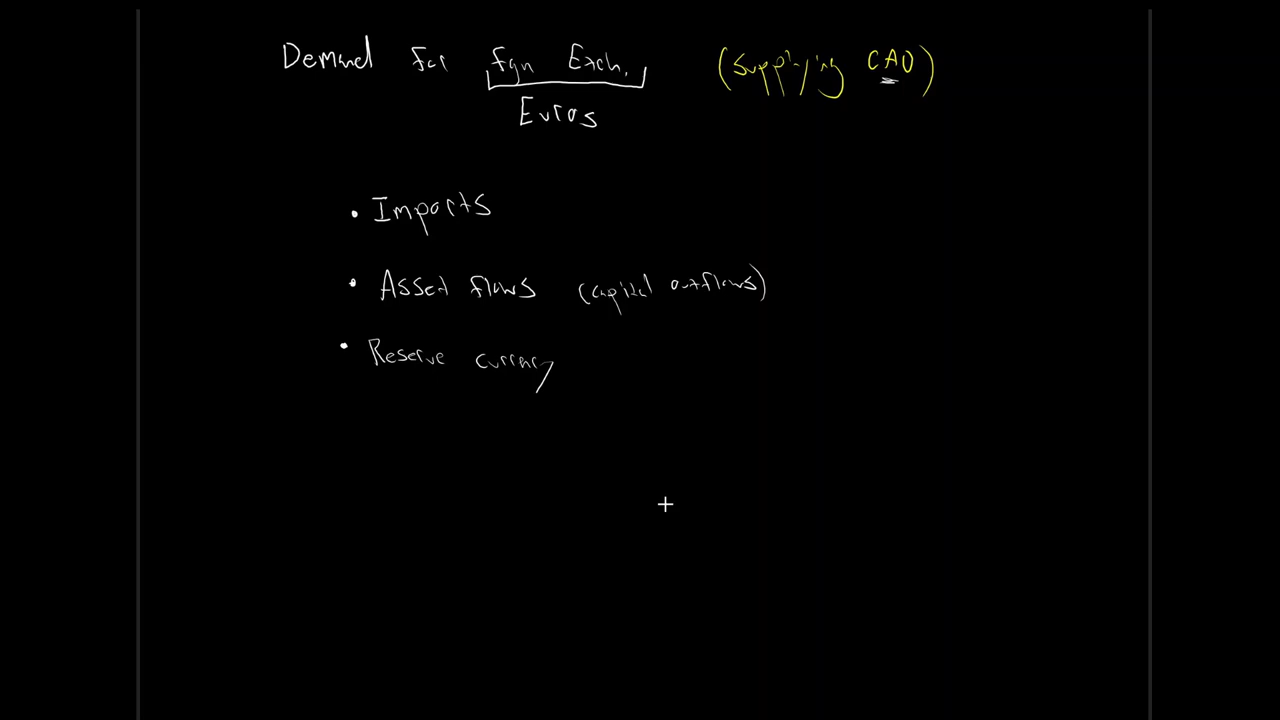 Demand for fgn Exch. (supplying CAD)
Euros
• Imports
• Asset flows (capital outflows)
• Reserve currency